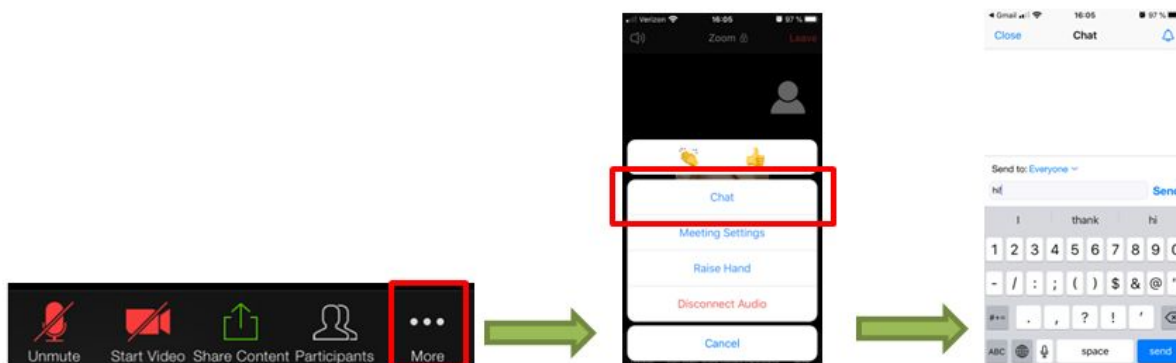 Unmute Start Video Share Content Participants More
Verizon 16:05 97 %
Zoom Leave
Chat
Meeting Settings
Raise Hand
Disconnect Audio
Cancel
Gmail 16:05 97 %
Close Chat
Send to: Everyone
hi!
I thank hi
1 2 3 4 5 6 7 8 9 0
- / : ; ( ) $ & @ "
#+= . , ? ! '
ABC space send